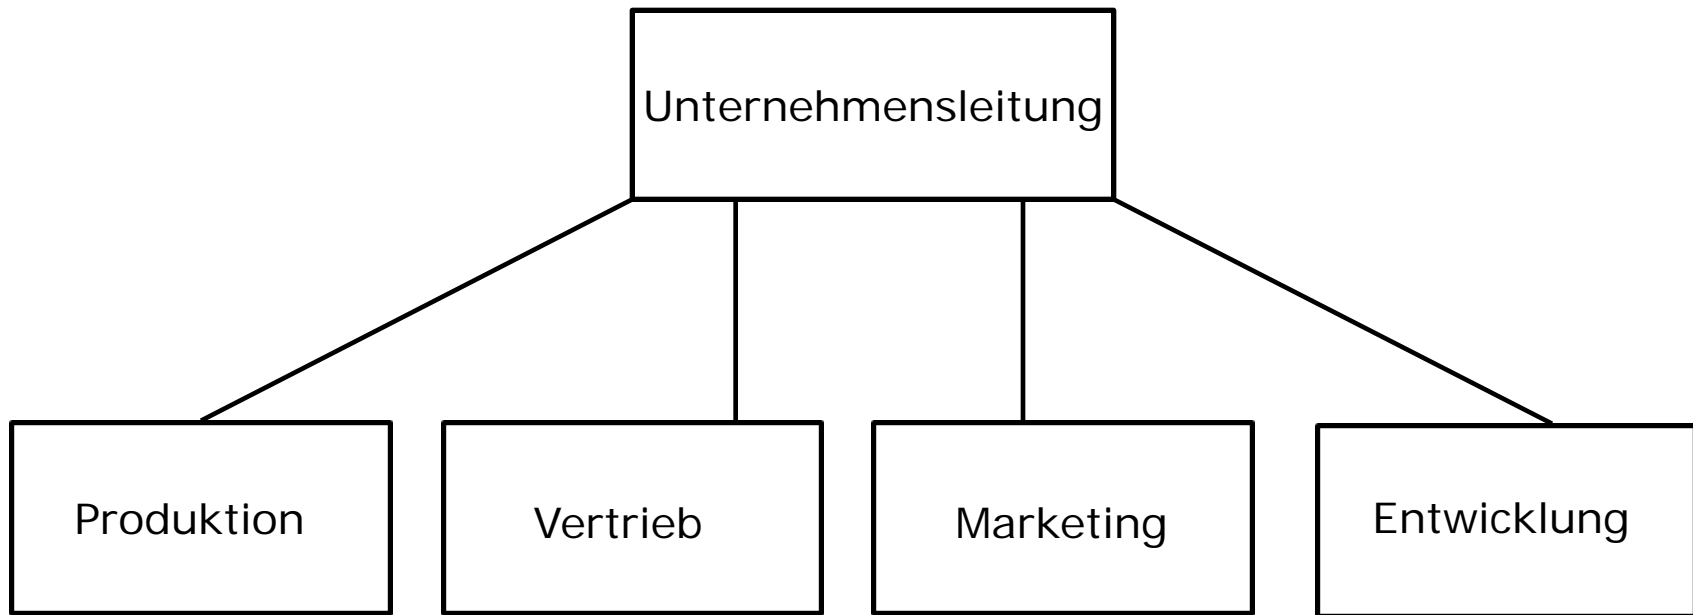 Unternehmensleitung
Produktion
Vertrieb
Marketing
Entwicklung